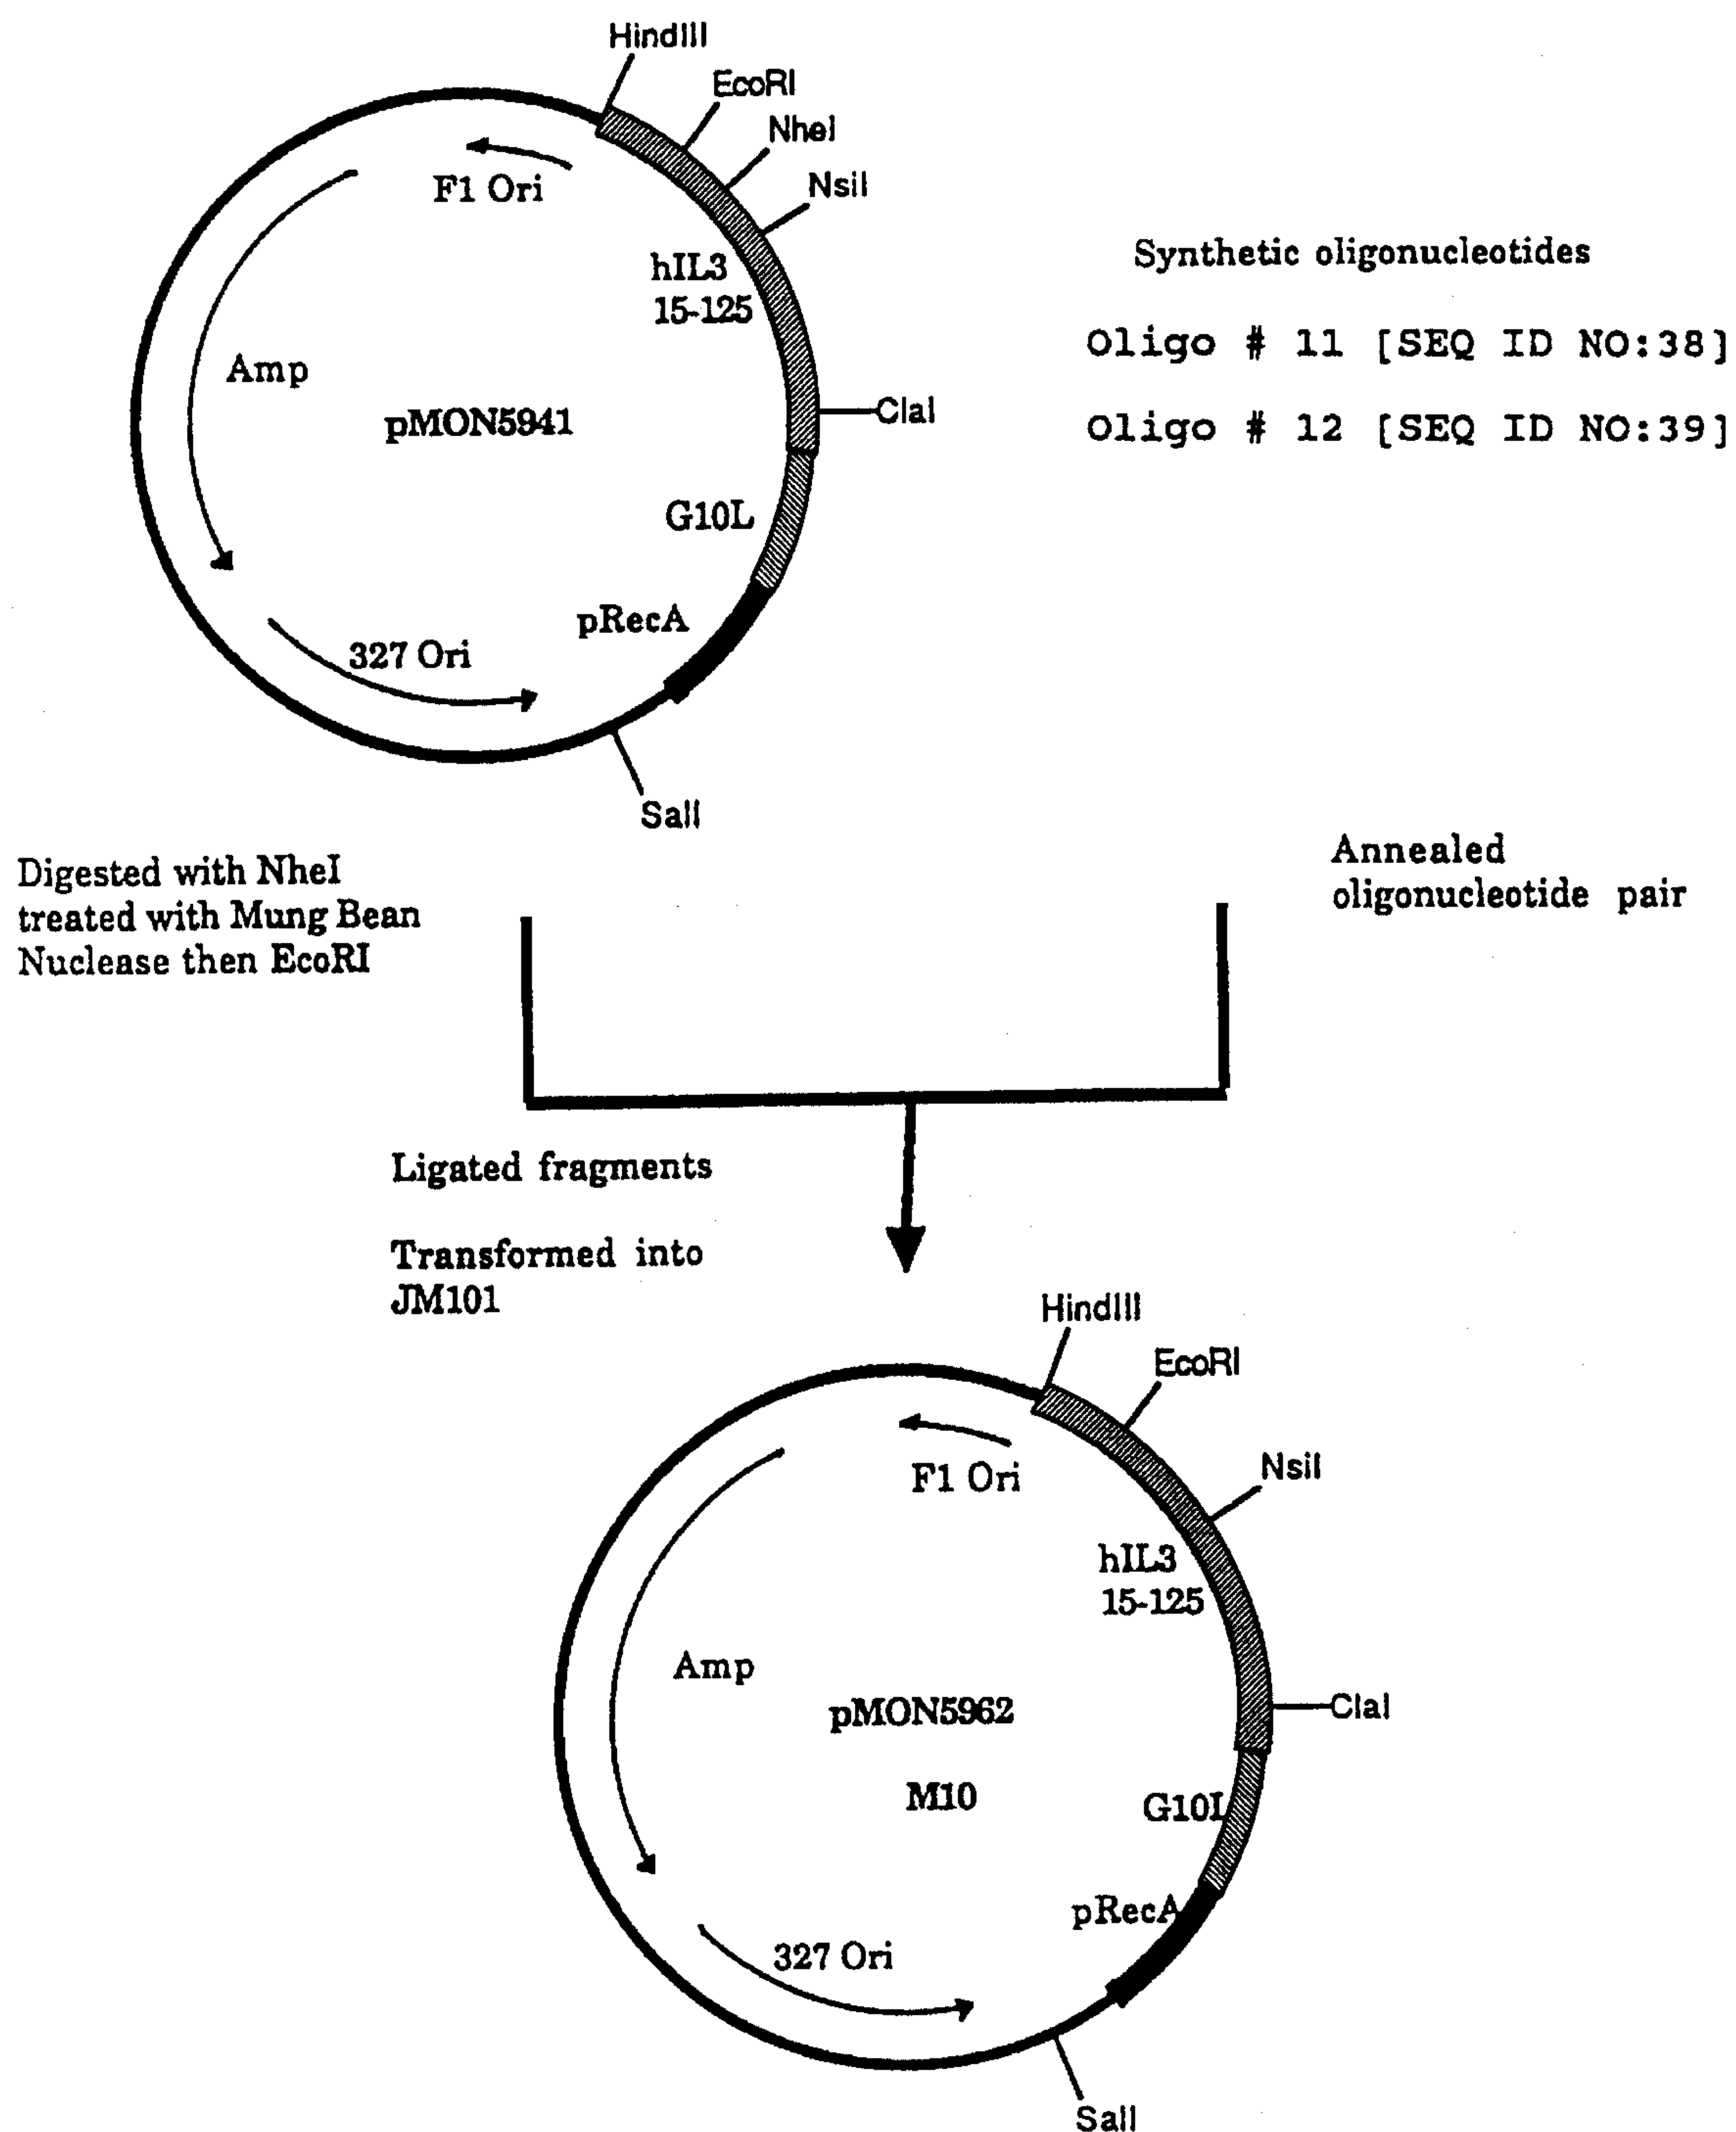 HindIII
EcoRI
NheI
NsiI
F1 Ori
hIL3
15-125
Amp
pMON5941
ClaI
G10L
pRecA
327 Ori
SalI
Synthetic oligonucleotides
Oligo # 11 [SEQ ID NO:38]
Oligo # 12 [SEQ ID NO:39]
Digested with NheI
treated with Mung Bean
Nuclease then EcoRI
Annealed
oligonucleotide pair
Ligated fragments
Transformed into
JM101
HindIII
EcoRI
NsiI
F1 Ori
hIL3
15-125
Amp
pMON5962
M10
ClaI
G10L
pRecA
327 Ori
SalI